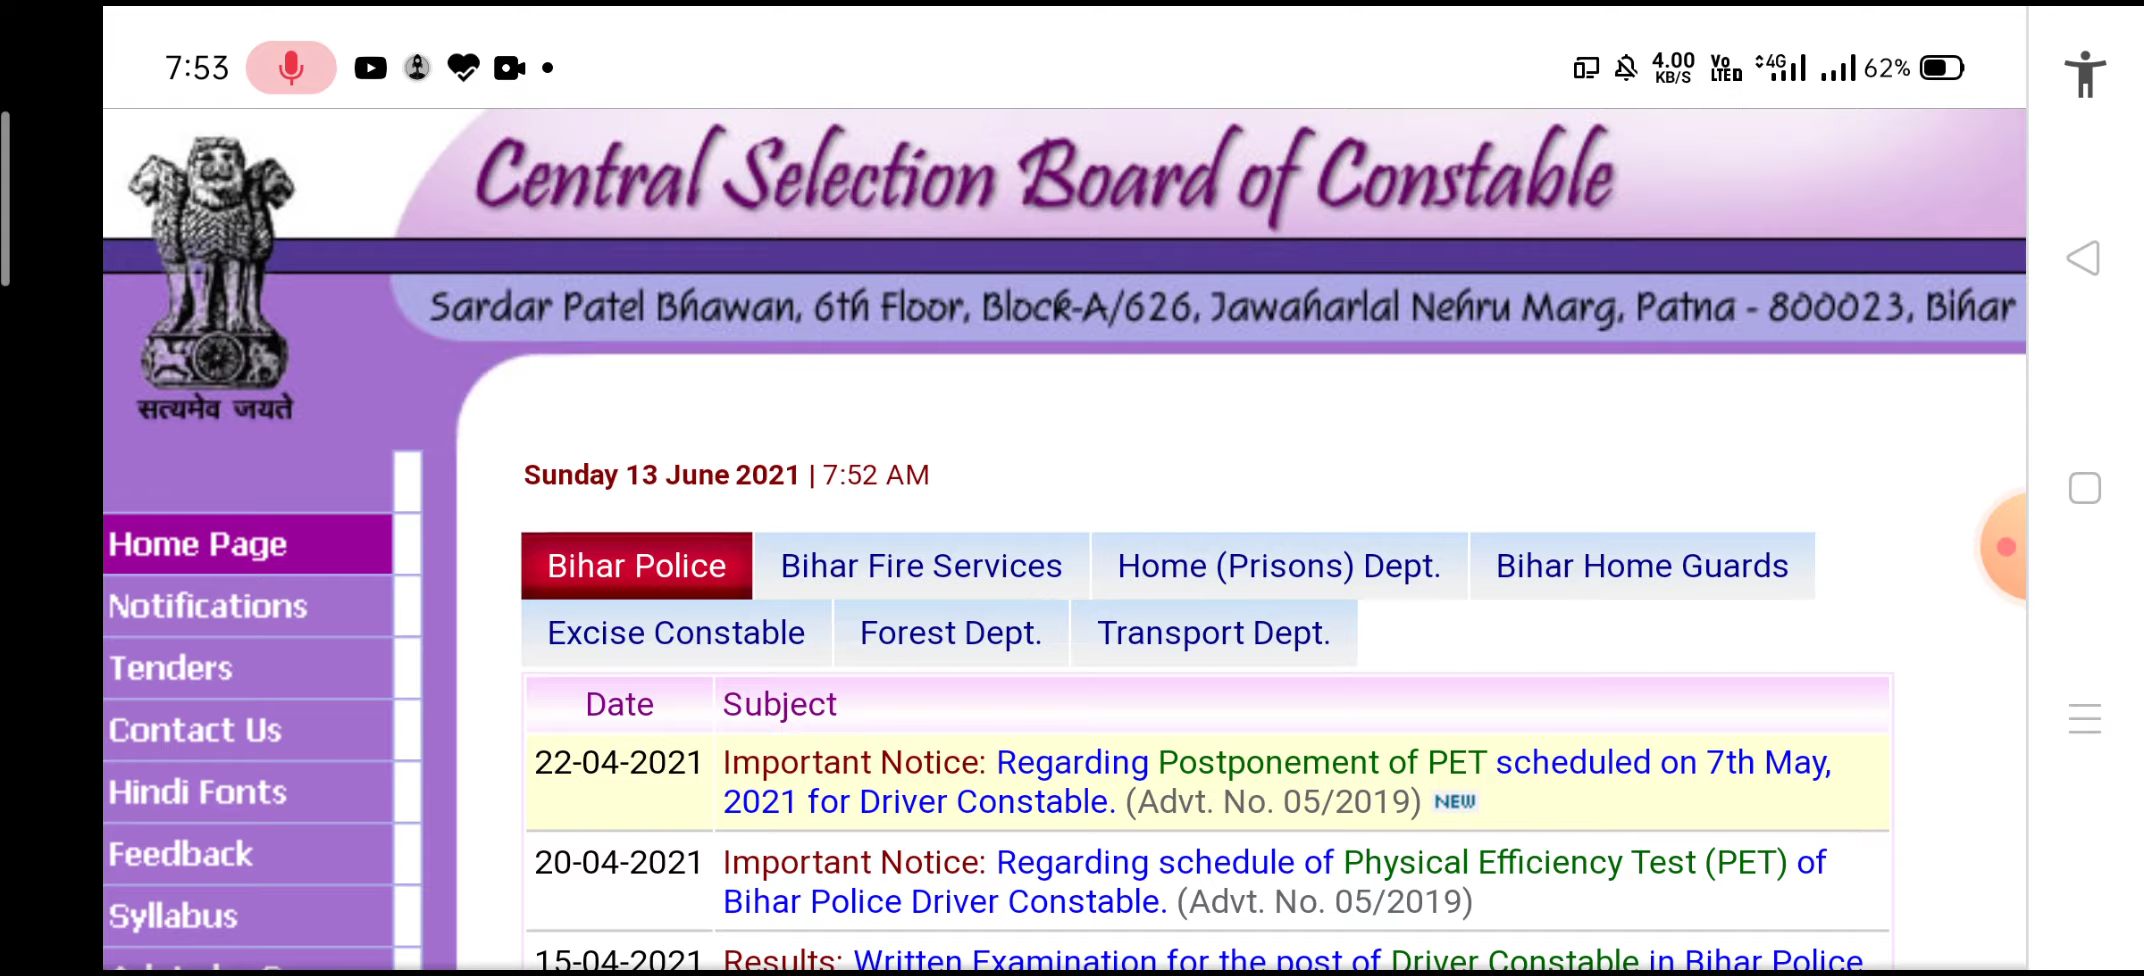 7:53
4.00 KB/S Vo LTE 4G 62%
Central Selection Board of Constable
Sardar Patel Bhawan, 6th Floor, Block-A/626, Jawaharlal Nehru Marg, Patna - 800023, Bihar
सत्यमेव जयते
Sunday 13 June 2021 | 7:52 AM
Home Page
Notifications
Tenders
Contact Us
Hindi Fonts
Feedback
Syllabus
Bihar Police Bihar Fire Services Home (Prisons) Dept. Bihar Home Guards
Excise Constable Forest Dept. Transport Dept.
Date Subject
22-04-2021 Important Notice: Regarding Postponement of PET scheduled on 7th May,
2021 for Driver Constable. (Advt. No. 05/2019) NEW
20-04-2021 Important Notice: Regarding schedule of Physical Efficiency Test (PET) of
Bihar Police Driver Constable. (Advt. No. 05/2019)
15-04-2021 Results: Written Examination for the post of Driver Constable in Bihar Police